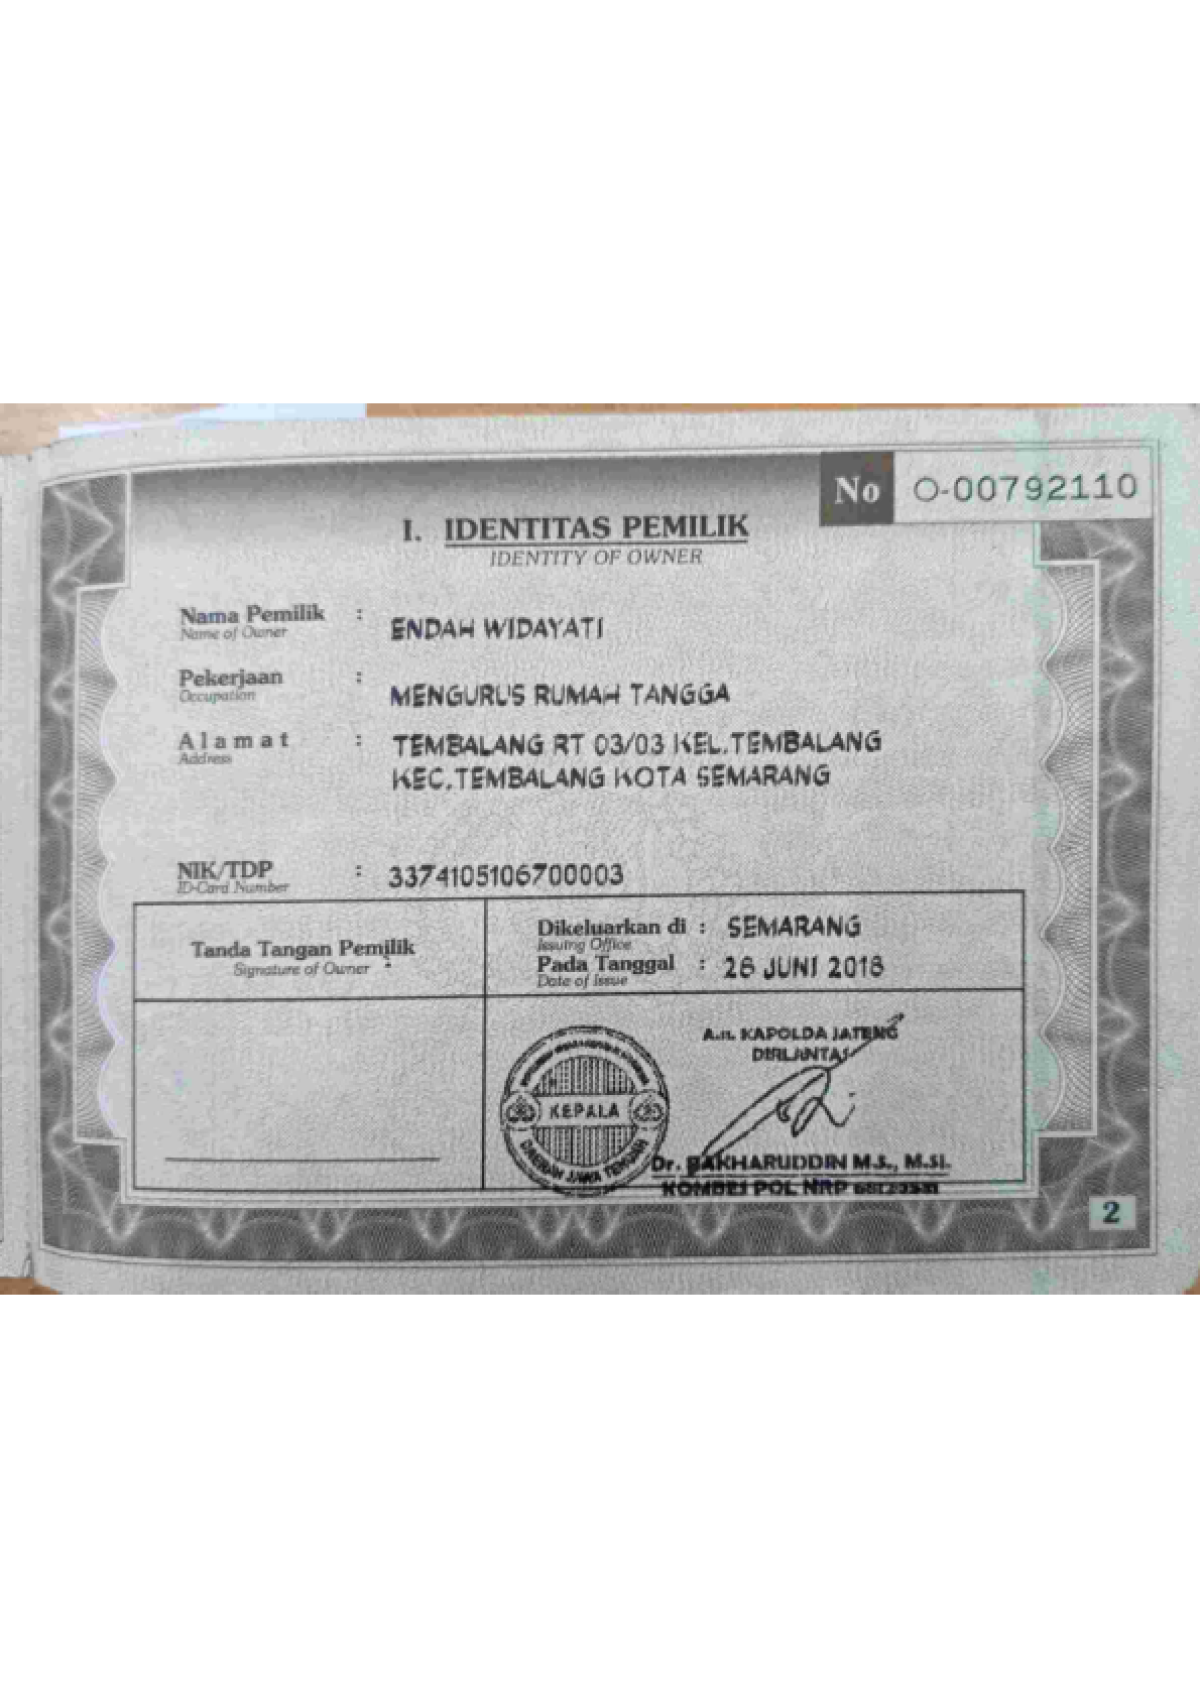 No O-00792110
I. IDENTITAS PEMILIK
IDENTITY OF OWNER
Nama Pemilik : ENDAH WIDAYATI
Name of Owner
Pekerjaan : MENGURUS RUMAH TANGGA
Occupation
Alamat : TEMBALANG RT 03/03 KEL.TEMBALANG
Address
KEC.TEMBALANG KOTA SEMARANG
NIK/TDP : 3374105106700003
ID-Card Number
Tanda Tangan Pemilik :
Signature of Owner
Dikeluarkan di : SEMARANG
Issuing Office
Pada Tanggal : 28 JUNI 2018
Date of Issue
A.n. KAPOLDA JATENG
DIRLANTAS
KEPALA
DAERAH JAWA TENGAH
Dr. BAKHARUDDIN M.S., M.Si.
KOMBES POL NRP
2